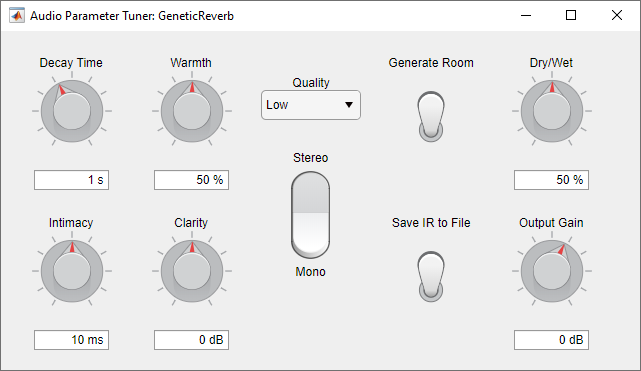 Audio Parameter Tuner: GeneticReverb
Decay Time
Warmth
Quality
Generate Room
Dry/Wet
Low
Stereo
1 s
50 %
50 %
Intimacy
Clarity
Save IR to File
Output Gain
Mono
10 ms
0 dB
0 dB